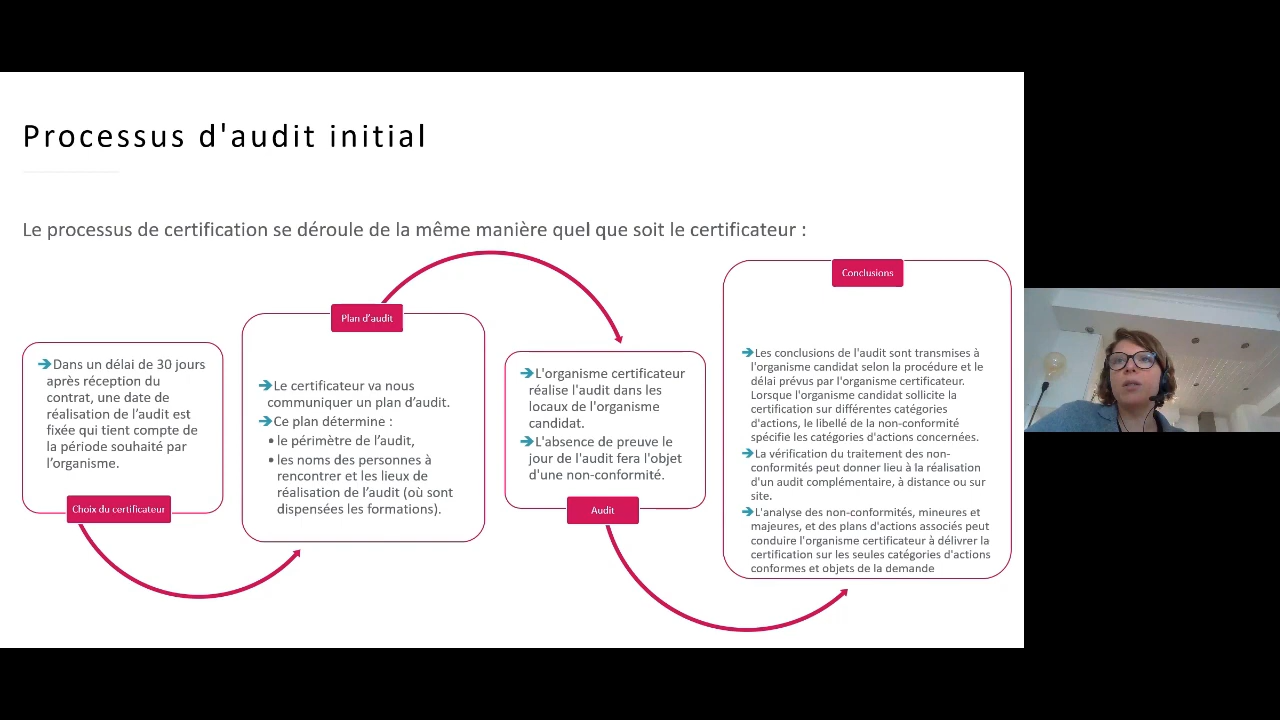 Processus d'audit initial
Le processus de certification se déroule de la même manière quel que soit le certificateur :
Dans un délai de 30 jours
après réception du
contrat, une date de
réalisation de l’audit est
fixée qui tient compte de
la période souhaité par
l’organisme.
Choix du certificateur
Plan d’audit
Le certificateur va nous
communiquer un plan d’audit.
Ce plan détermine :
• le périmètre de l’audit,
• les noms des personnes à
rencontrer et les lieux de
réalisation de l’audit (où sont
dispensées les formations).
L'organisme certificateur
réalise l'audit dans les
locaux de l'organisme
candidat.
L'absence de preuve le
jour de l'audit fera l'objet
d'une non-conformité.
Audit
Conclusions
Les conclusions de l'audit sont transmises à
l'organisme candidat selon la procédure et le
délai prévus par l'organisme certificateur.
Lorsque l'organisme candidat sollicite la
certification sur différentes catégories
d'actions, le libellé de la non-conformité
spécifie les catégories d'actions concernées.
La vérification du traitement des non-
conformités peut donner lieu à la réalisation
d'un audit complémentaire, à distance ou sur
site.
L'analyse des non-conformités, mineures et
majeures, et des plans d'actions associés peut
conduire l'organisme certificateur à délivrer la
certification sur les seules catégories d'actions
conformes et objets de la demande